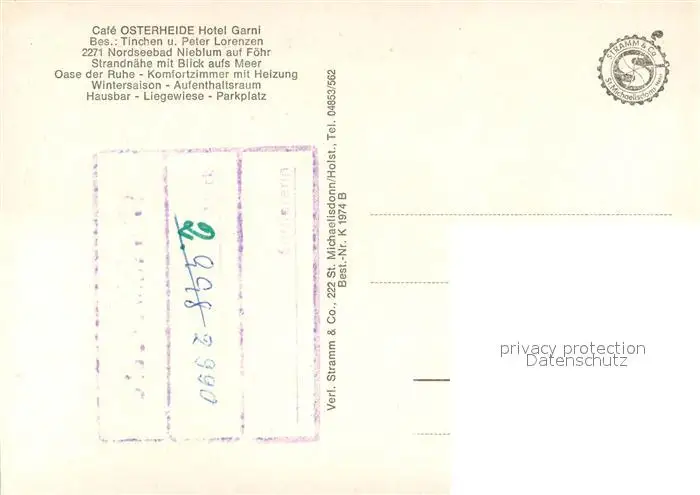 Café OSTERHEIDE Hotel Garni
Bes.: Tinchen u. Peter Lorenzen
2271 Nordseebad Nieblum auf Föhr
Strandnähe mit Blick aufs Meer
Oase der Ruhe - Komfortzimmer mit Heizung
Wintersaison - Aufenthaltsraum
Hausbar - Liegewiese - Parkplatz
2998-2990
Verl. Stramm & Co., 222 St. Michaelisdonn/Holst., Tel. 04853/562
Best.-Nr. K 1974 B
STRAMM & Co.
St. Michaelisdonn
privacy protection
Datenschutz